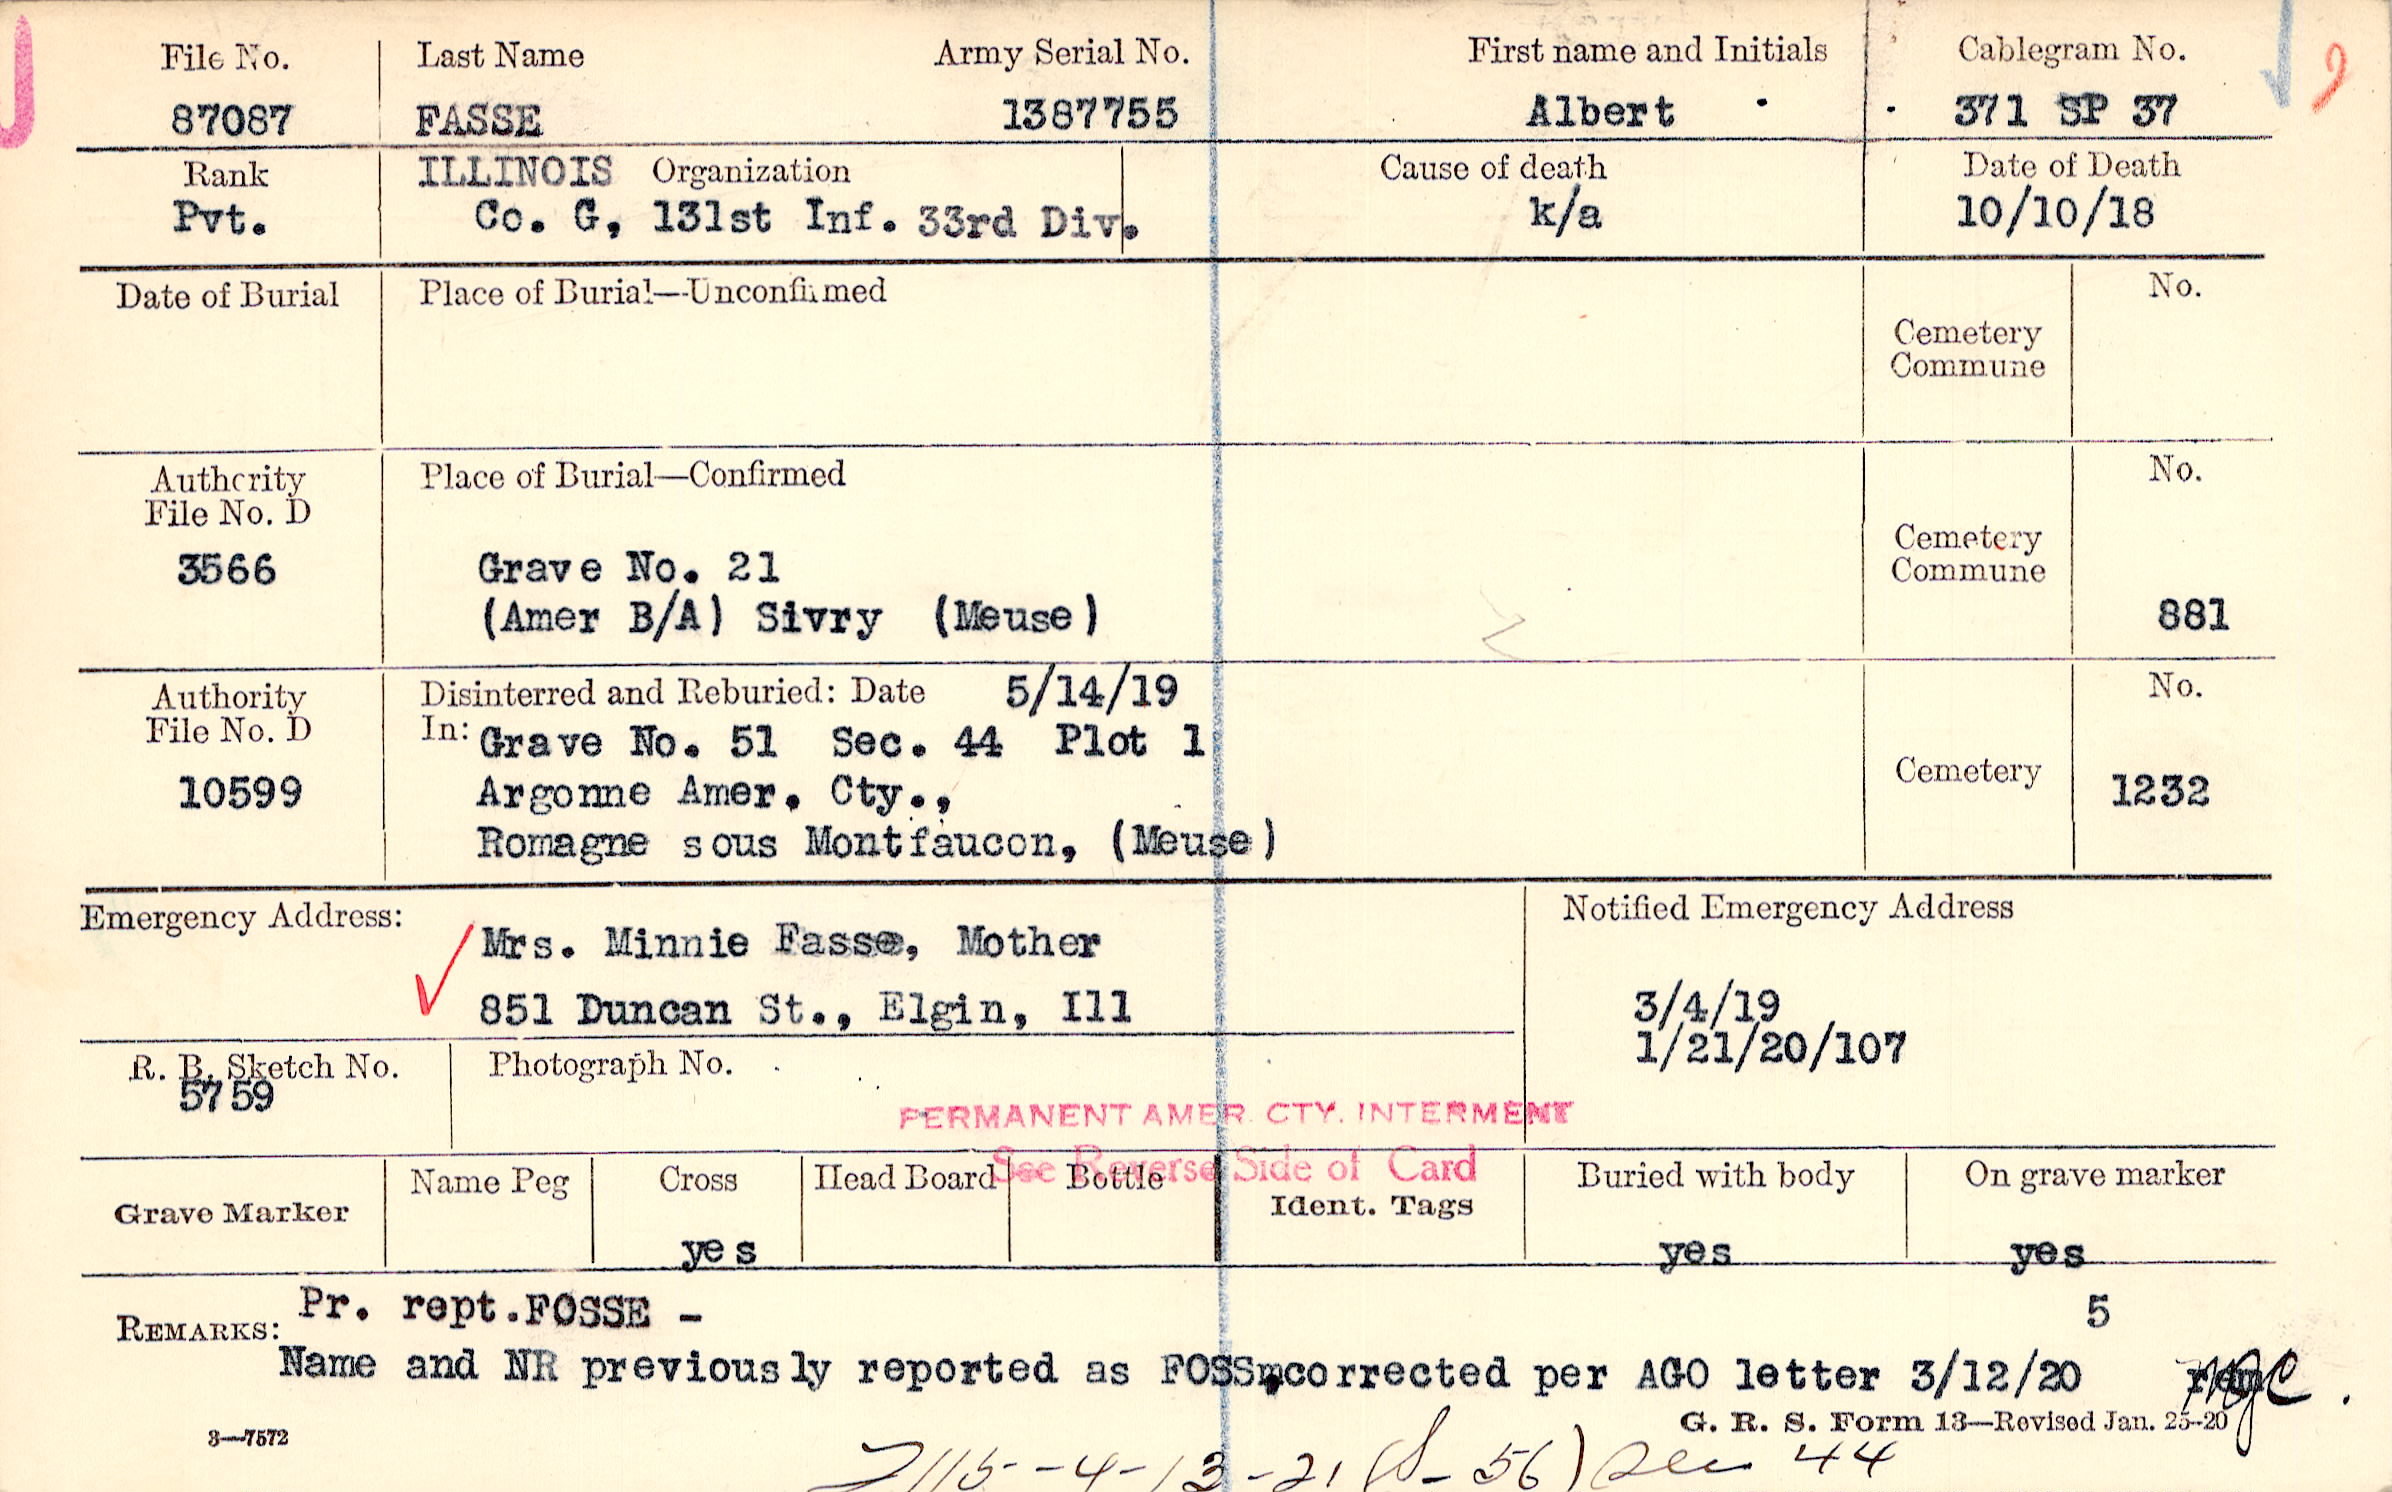 File No. Last Name Army Serial No. First name and Initials Cablegram No.
87087 FASSE 1387755 Albert 371 SP 37
Rank ILLINOIS Organization Cause of death Date of Death
Pvt. Co. G, 131st Inf. 33rd Div. k/a 10/10/18
Date of Burial Place of Burial—Unconfirmed No.
Cemetery
Commune
Authority Place of Burial—Confirmed No.
File No. D
Cemetery
Commune
3566 Grave No. 21
(Amer B/A) Sivry (Meuse) 881
Authority Disinterred and Reburied: Date 5/14/19 No.
File No. D In: Grave No. 51 Sec. 44 Plot 1
10599 Argonne Amer. Cty., Cemetery 1232
Romagne sous Montfaucon, (Meuse)
Emergency Address: Notified Emergency Address
Mrs. Minnie Fasse, Mother
851 Duncan St., Elgin, Ill 3/4/19
1/21/20/107
R. B. Sketch No. Photograph No.
5759
PERMANENT AMER. CTY. INTERMENT
See Reverse Side of Card
Grave Marker Name Peg Cross Head Board Bottle Ident. Tags Buried with body On grave marker
yes yes yes
REMARKS: Pr. rept.FOSSE - 5
Name and NR previously reported as FOSS corrected per AGO letter 3/12/20
3—7572 G. R. S. Form 13—Revised Jan. 25-20
115--4-13-21 (S-56) Sec 44